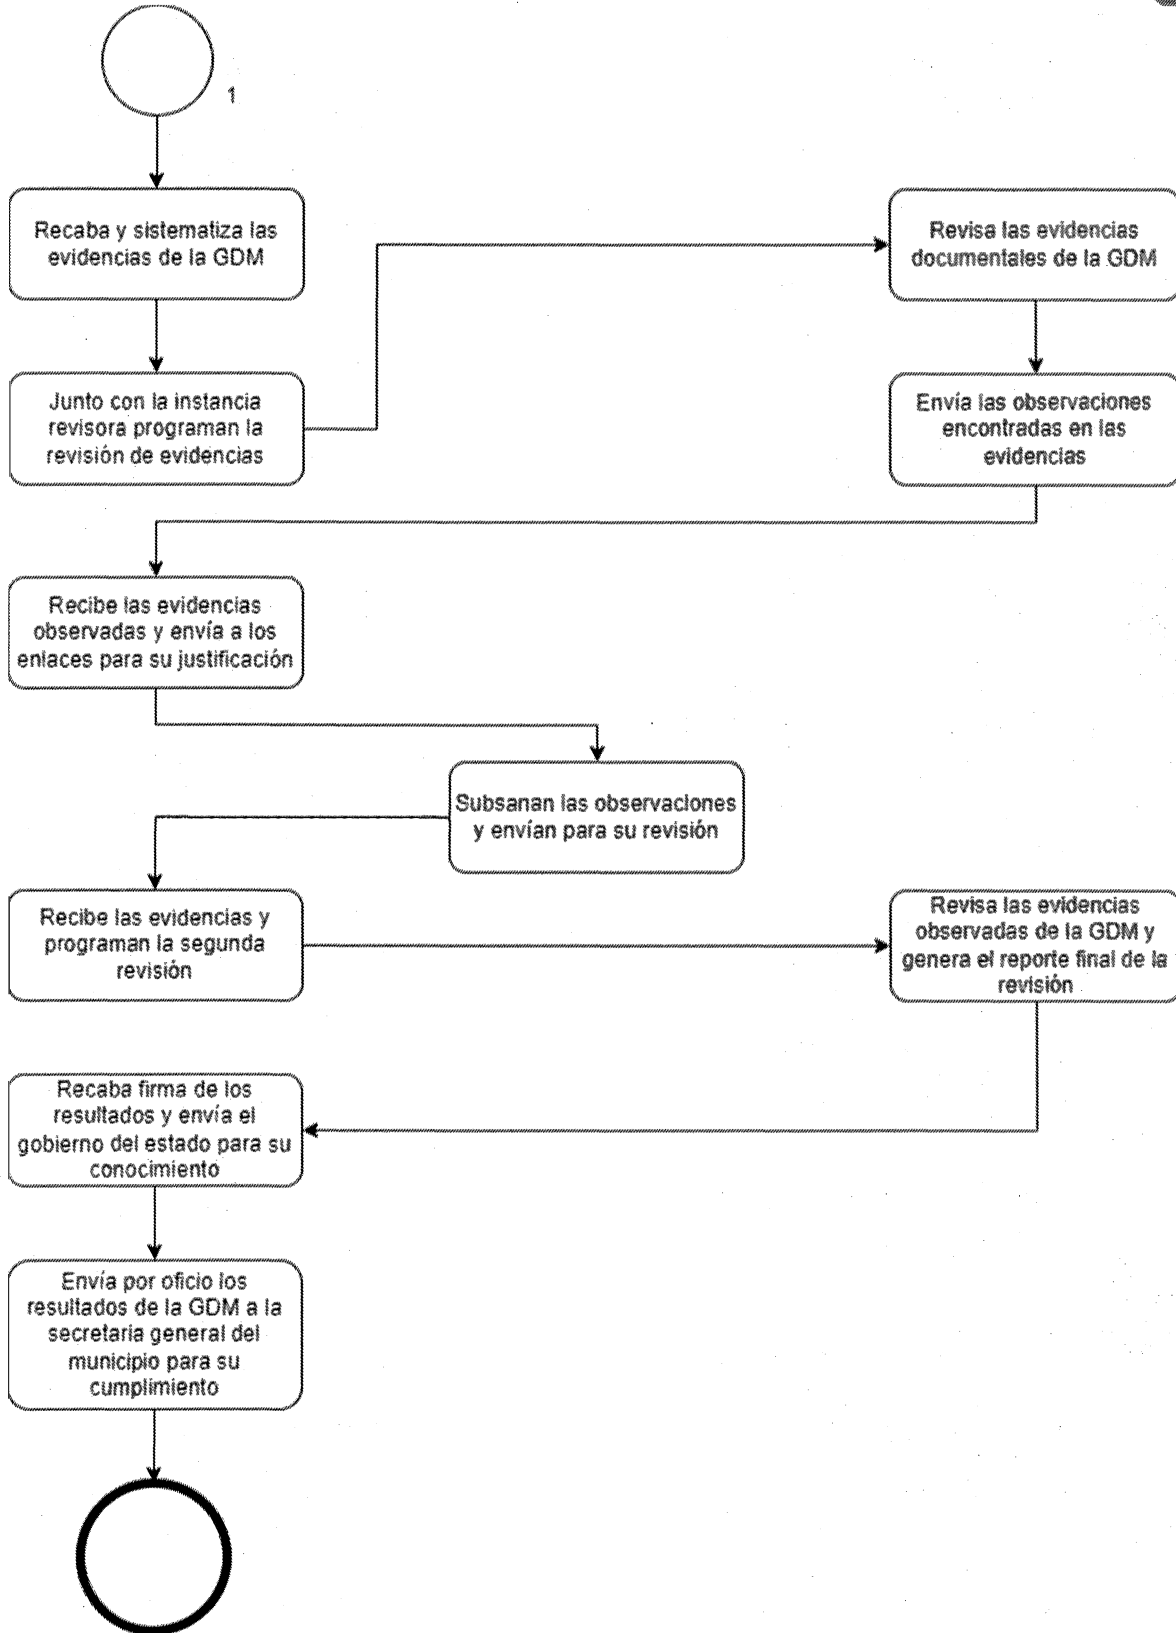 1
Recaba y sistematiza las
evidencias de la GDM
Revisa las evidencias
documentales de la GDM
Junto con la instancia
revisora programan la
revisión de evidencias
Envía las observaciones
encontradas en las
evidencias
Recibe las evidencias
observadas y envía a los
enlaces para su justificación
Subsanan las observaciones
y envían para su revisión
Recibe las evidencias y
programan la segunda
revisión
Revisa las evidencias
observadas de la GDM y
genera el reporte final de la
revisión
Recaba firma de los
resultados y envía el
gobierno del estado para su
conocimiento
Envía por oficio los
resultados de la GDM a la
secretaria general del
municipio para su
cumplimiento